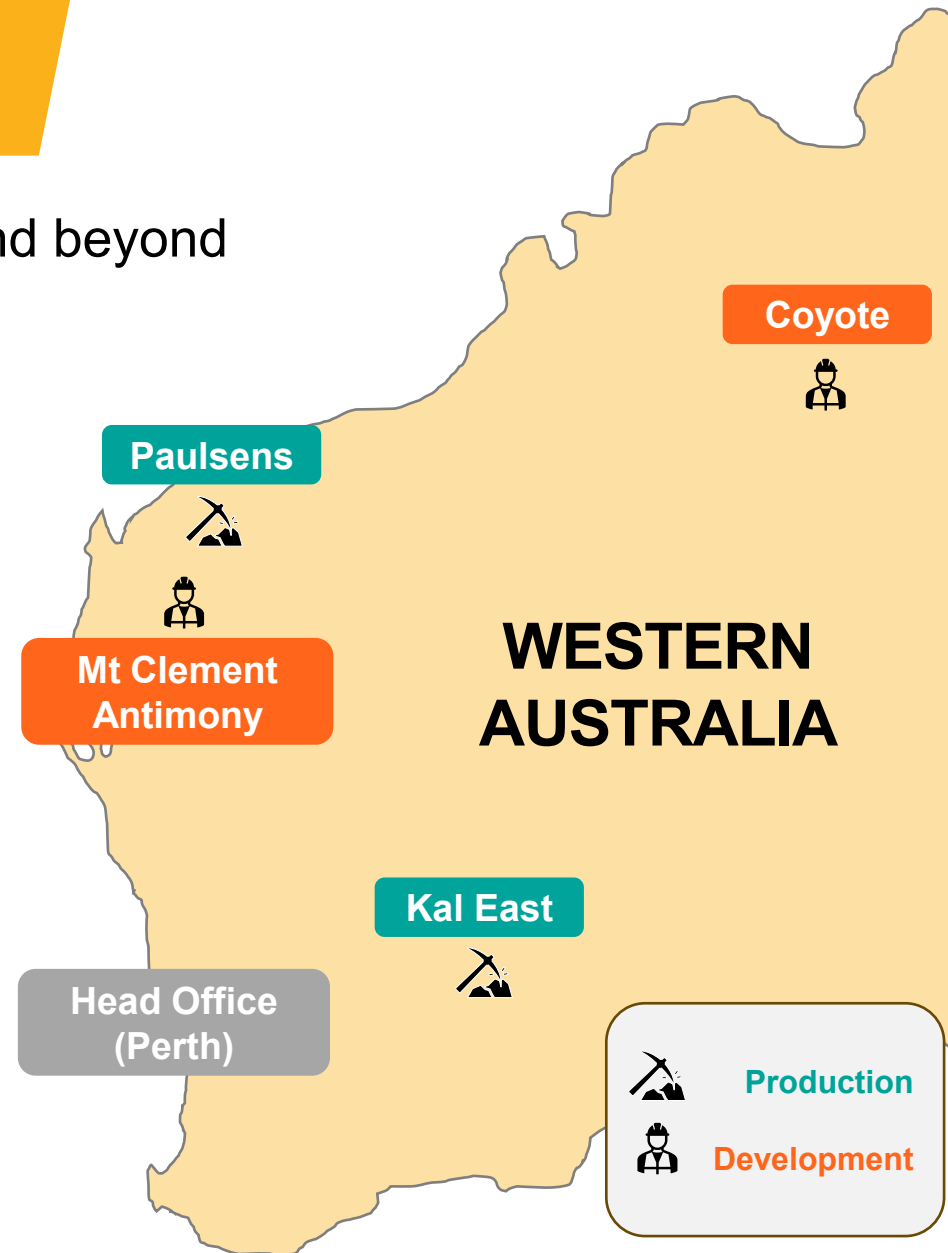 nd beyond
Coyote
Paulsens
Mt Clement
Antimony
WESTERN
AUSTRALIA
Kal East
Head Office
(Perth)
Production
Development